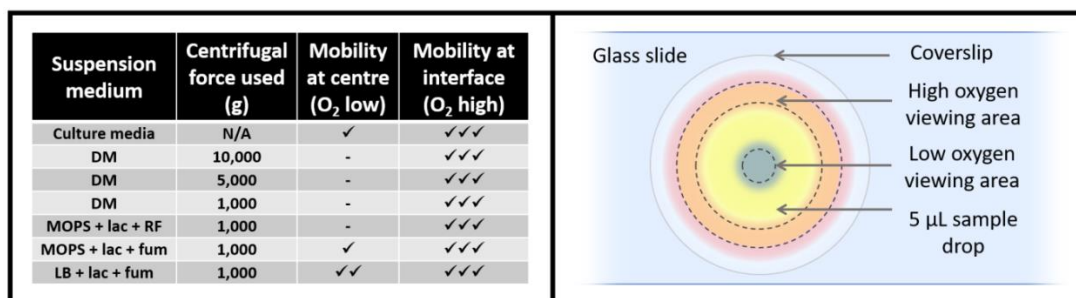 Suspension medium Centrifugal force used (g) Mobility at centre (O₂ low) Mobility at interface (O₂ high)
Culture media N/A ✓ ✓✓✓
DM 10,000 - ✓✓✓
DM 5,000 - ✓✓✓
DM 1,000 - ✓✓✓
MOPS + lac + RF 1,000 - ✓✓✓
MOPS + lac + fum 1,000 ✓ ✓✓✓
LB + lac + fum 1,000 ✓✓ ✓✓✓
Glass slide
Coverslip
High oxygen
viewing area
Low oxygen
viewing area
5 µL sample
drop